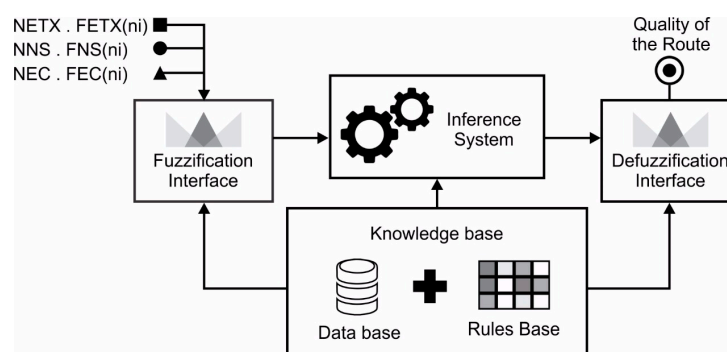 NETX . FETX(ni)
NNS . FNS(ni)
NEC . FEC(ni)
Quality of
the Route
Fuzzification
Interface
Inference
System
Defuzzification
Interface
Knowledge base
Data base
Rules Base